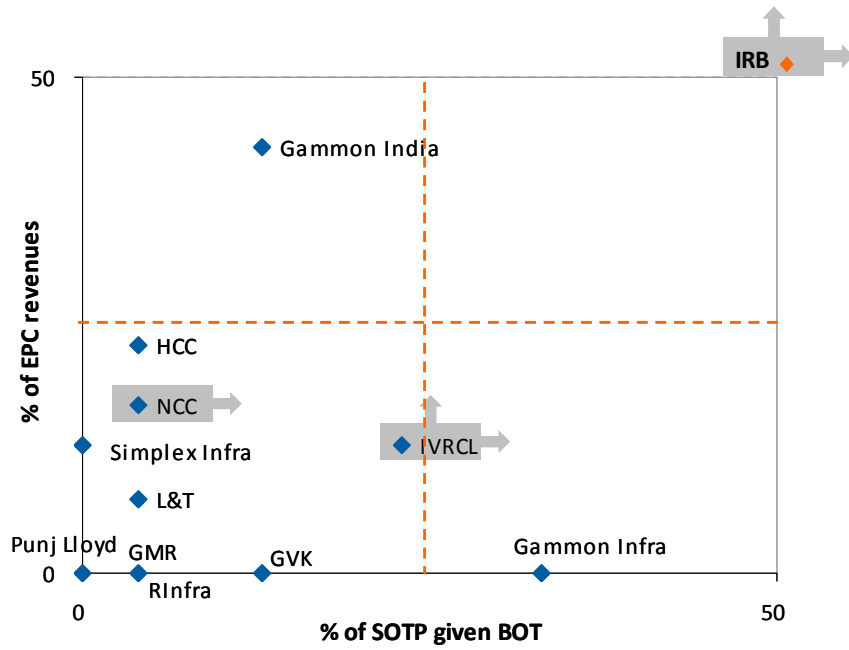 IRB
50
Gammon India
% of EPC revenues
HCC
NCC
IVRCL
Simplex Infra
L&T
Punj Lloyd
GMR
GVK
Gammon Infra
0
RInfra
0
50
% of SOTP given BOT